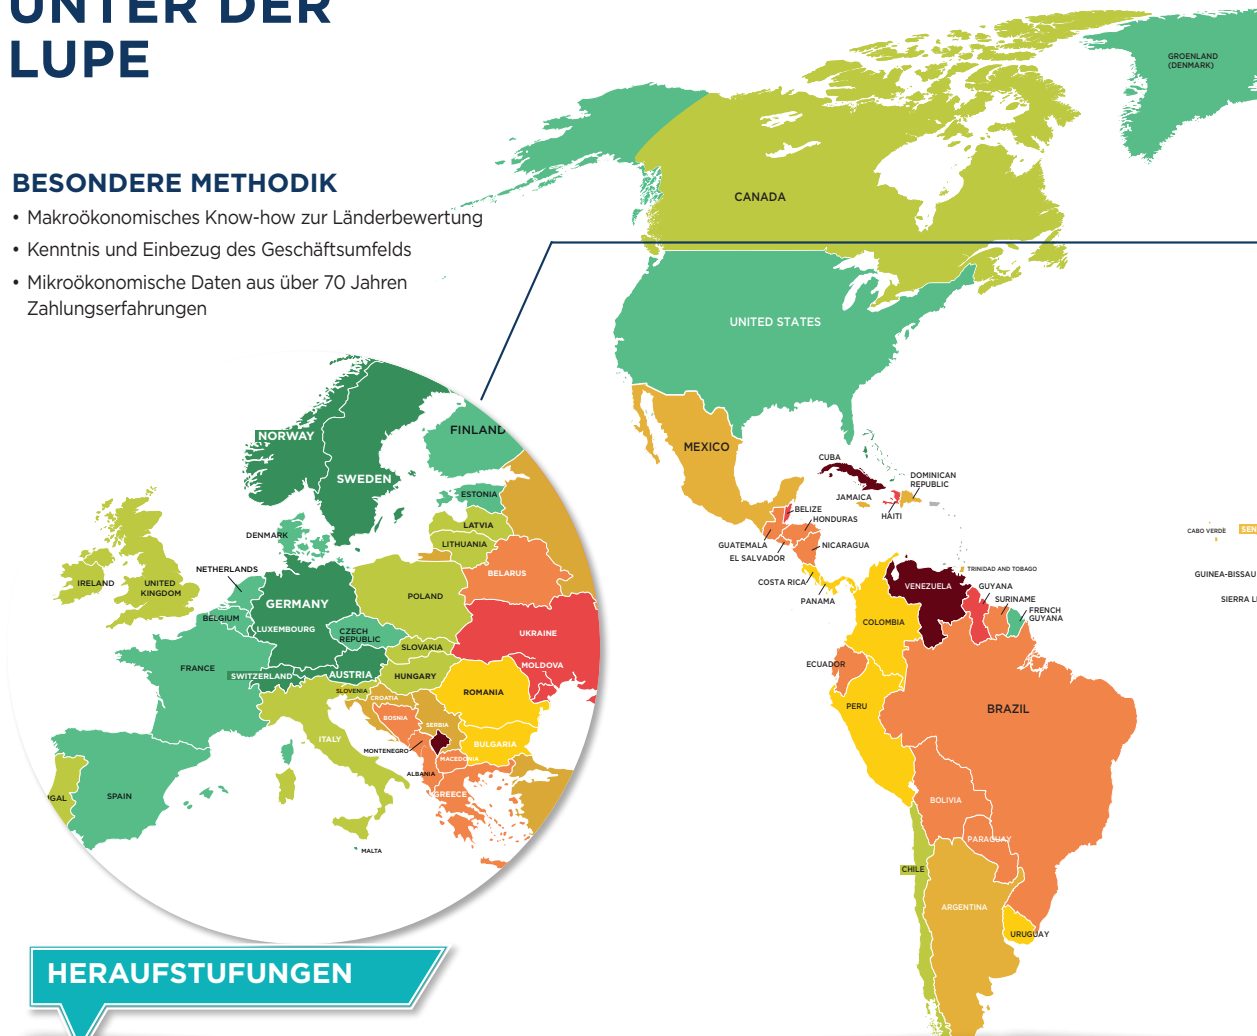 UNTER DER
LUPE
BESONDERE METHODIK
• Makroökonomisches Know-how zur Länderbewertung
• Kenntnis und Einbezug des Geschäftsumfelds
• Mikroökonomische Daten aus über 70 Jahren
Zahlungserfahrungen
GROENLAND
(DENMARK)
CANADA
UNITED STATES
MEXICO
CUBA
DOMINICAN
REPUBLIC
JAMAICA
HAITI
BELIZE
HONDURAS
GUATEMALA
EL SALVADOR
NICARAGUA
COSTA RICA
PANAMA
TRINIDAD AND TOBAGO
VENEZUELA
GUYANA
SURINAME
FRENCH
GUYANA
COLOMBIA
ECUADOR
PERU
BRAZIL
BOLIVIA
PARAGUAY
CHILE
ARGENTINA
URUGUAY
CABO VERDE
SEN
GUINEA-BISSAU
SIERRA L
NORWAY
FINLAND
SWEDEN
ESTONIA
DENMARK
LATVIA
LITHUANIA
NETHERLANDS
BELARUS
IRELAND
UNITED
KINGDOM
GERMANY
POLAND
BELGIUM
LUXEMBOURG
CZECH
REPUBLIC
UKRAINE
SLOVAKIA
FRANCE
SWITZERLAND
AUSTRIA
HUNGARY
MOLDOVA
SLOVENIA
CROATIA
ROMANIA
BOSNIA
SERBIA
ITALY
MONTENEGRO
BULGARIA
MACEDONIA
ALBANIA
GREECE
GAL
SPAIN
MALTA
HERAUFSTUFUNGEN